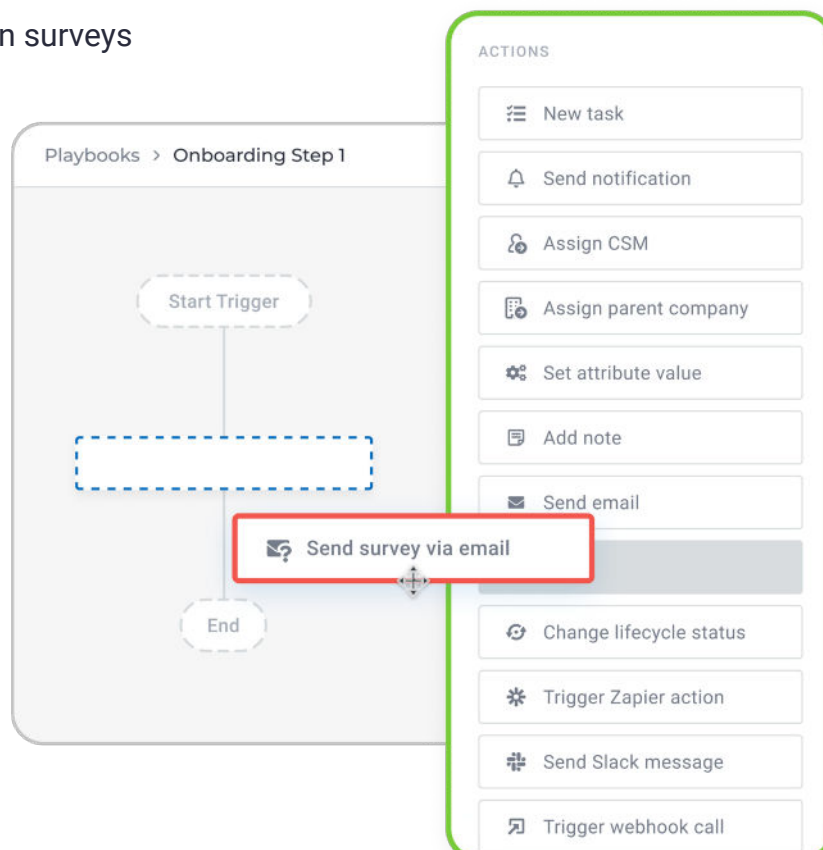 n surveys
Playbooks > Onboarding Step 1
Start Trigger
End
ACTIONS
New task
Send notification
Assign CSM
Assign parent company
Set attribute value
Add note
Send email
Send survey via email
Change lifecycle status
Trigger Zapier action
Send Slack message
Trigger webhook call